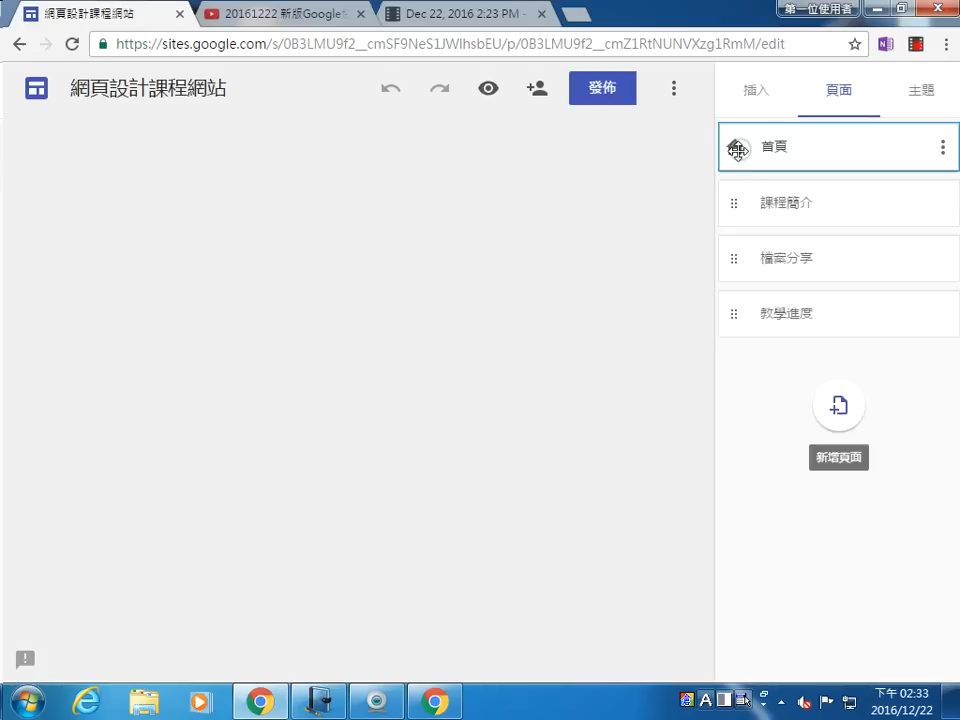 網頁設計課程網站
20161222 新版Google
Dec 22, 2016 2:23 PM -
第一位使用者
https://sites.google.com/s/0B3LMU9f2__cmSF9NeS1JWlhsbEU/p/0B3LMU9f2__cmZ1RtNUNVXzg1RmM/edit
網頁設計課程網站
發佈
插入
頁面
主題
首頁
課程簡介
檔案分享
教學進度
新增頁面
A
下午 02:33
2016/12/22